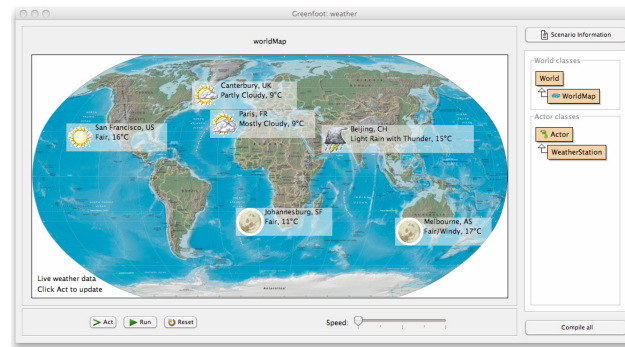 Greenfoot: weather
worldMap
Canterbury, UK
Partly Cloudy, 9°C
Paris, FR
Mostly Cloudy, 9°C
San Francisco, US
Fair, 16°C
Beijing, CH
Light Rain with Thunder, 15°C
Johannesburg, SF
Fair, 11°C
Melbourne, AS
Fair/Windy, 17°C
Live weather data
Click Act to update
Act
Run
Reset
Speed:
Scenario Information
World classes
World
WorldMap
Actor classes
Actor
WeatherStation
Compile all